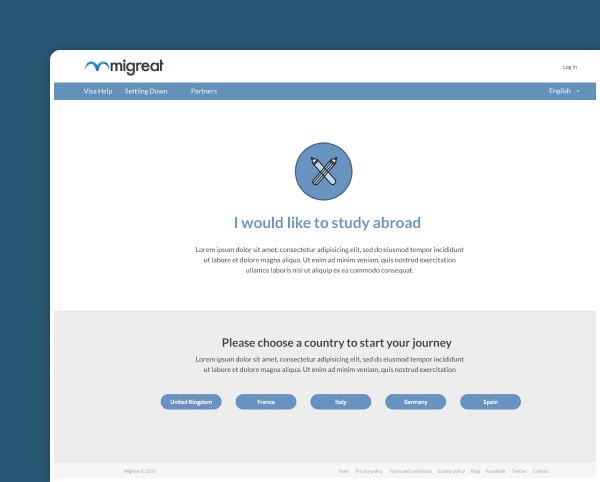 migreat
Log in
Visa Help Settling Down Partners English
I would like to study abroad
Lorem ipsum dolor sit amet, consectetur adipisicing elit, sed do eiusmod tempor incididunt
ut labore et dolore magna aliqua. Ut enim ad minim veniam, quis nostrud exercitation
ullamco laboris nisi ut aliquip ex ea commodo consequat.
Please choose a country to start your journey
Lorem ipsum dolor sit amet, consectetur adipisicing elit, sed do eiusmod tempor incididunt
ut labore et dolore magna aliqua. Ut enim ad minim veniam, quis nostrud exercitation
United Kingdom France Italy Germany Spain
Migreat © 2015 Team Privacy policy Terms and conditions Cookie policy Blog Facebook Twitter Contact